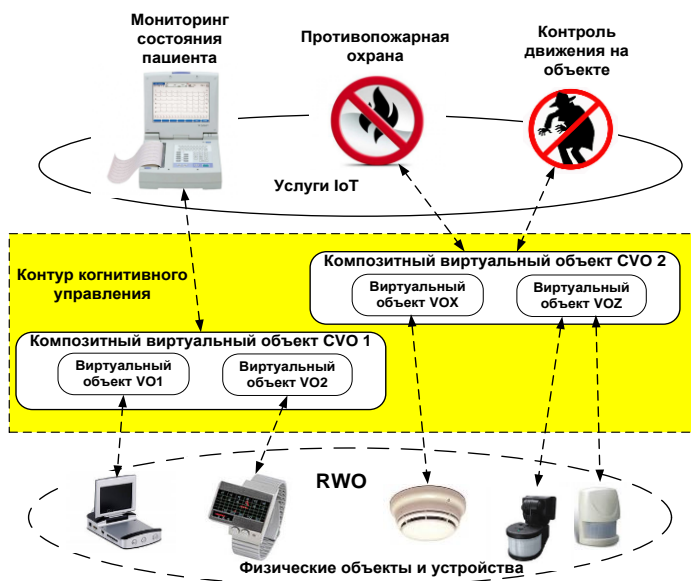 Мониторинг
состояния
пациента
Противопожарная
охрана
Контроль
движения на
объекте
Услуги IoT
Контур когнитивного
управления
Композитный виртуальный объект CVO 2
Виртуальный
объект VOX
Виртуальный
объект VOZ
Композитный виртуальный объект CVO 1
Виртуальный
объект VO1
Виртуальный
объект VO2
RWO
Физические объекты и устройства